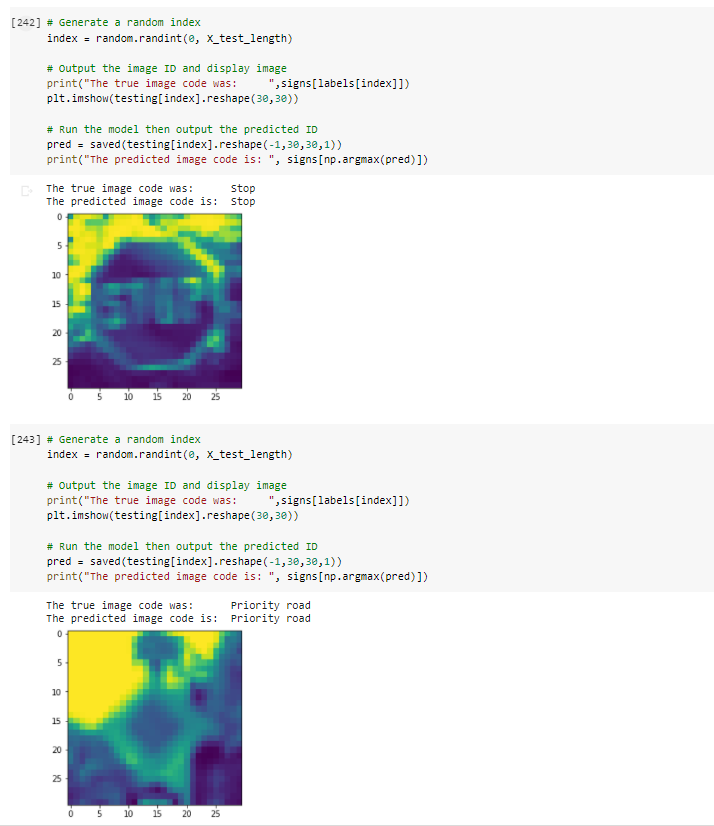 [242] # Generate a random index
index = random.randint(0, X_test_length)
# Output the image ID and display image
print("The true image code was:     ",signs[labels[index]])
plt.imshow(testing[index].reshape(30,30))
# Run the model then output the predicted ID
pred = saved(testing[index].reshape(-1,30,30,1))
print("The predicted image code is: ", signs[np.argmax(pred)])
The true image code was:      Stop
The predicted image code is:  Stop
0
5
10
15
20
25
0 5 10 15 20 25
[243] # Generate a random index
index = random.randint(0, X_test_length)
# Output the image ID and display image
print("The true image code was:     ",signs[labels[index]])
plt.imshow(testing[index].reshape(30,30))
# Run the model then output the predicted ID
pred = saved(testing[index].reshape(-1,30,30,1))
print("The predicted image code is: ", signs[np.argmax(pred)])
The true image code was:      Priority road
The predicted image code is:  Priority road
0
5
10
15
20
25
0 5 10 15 20 25